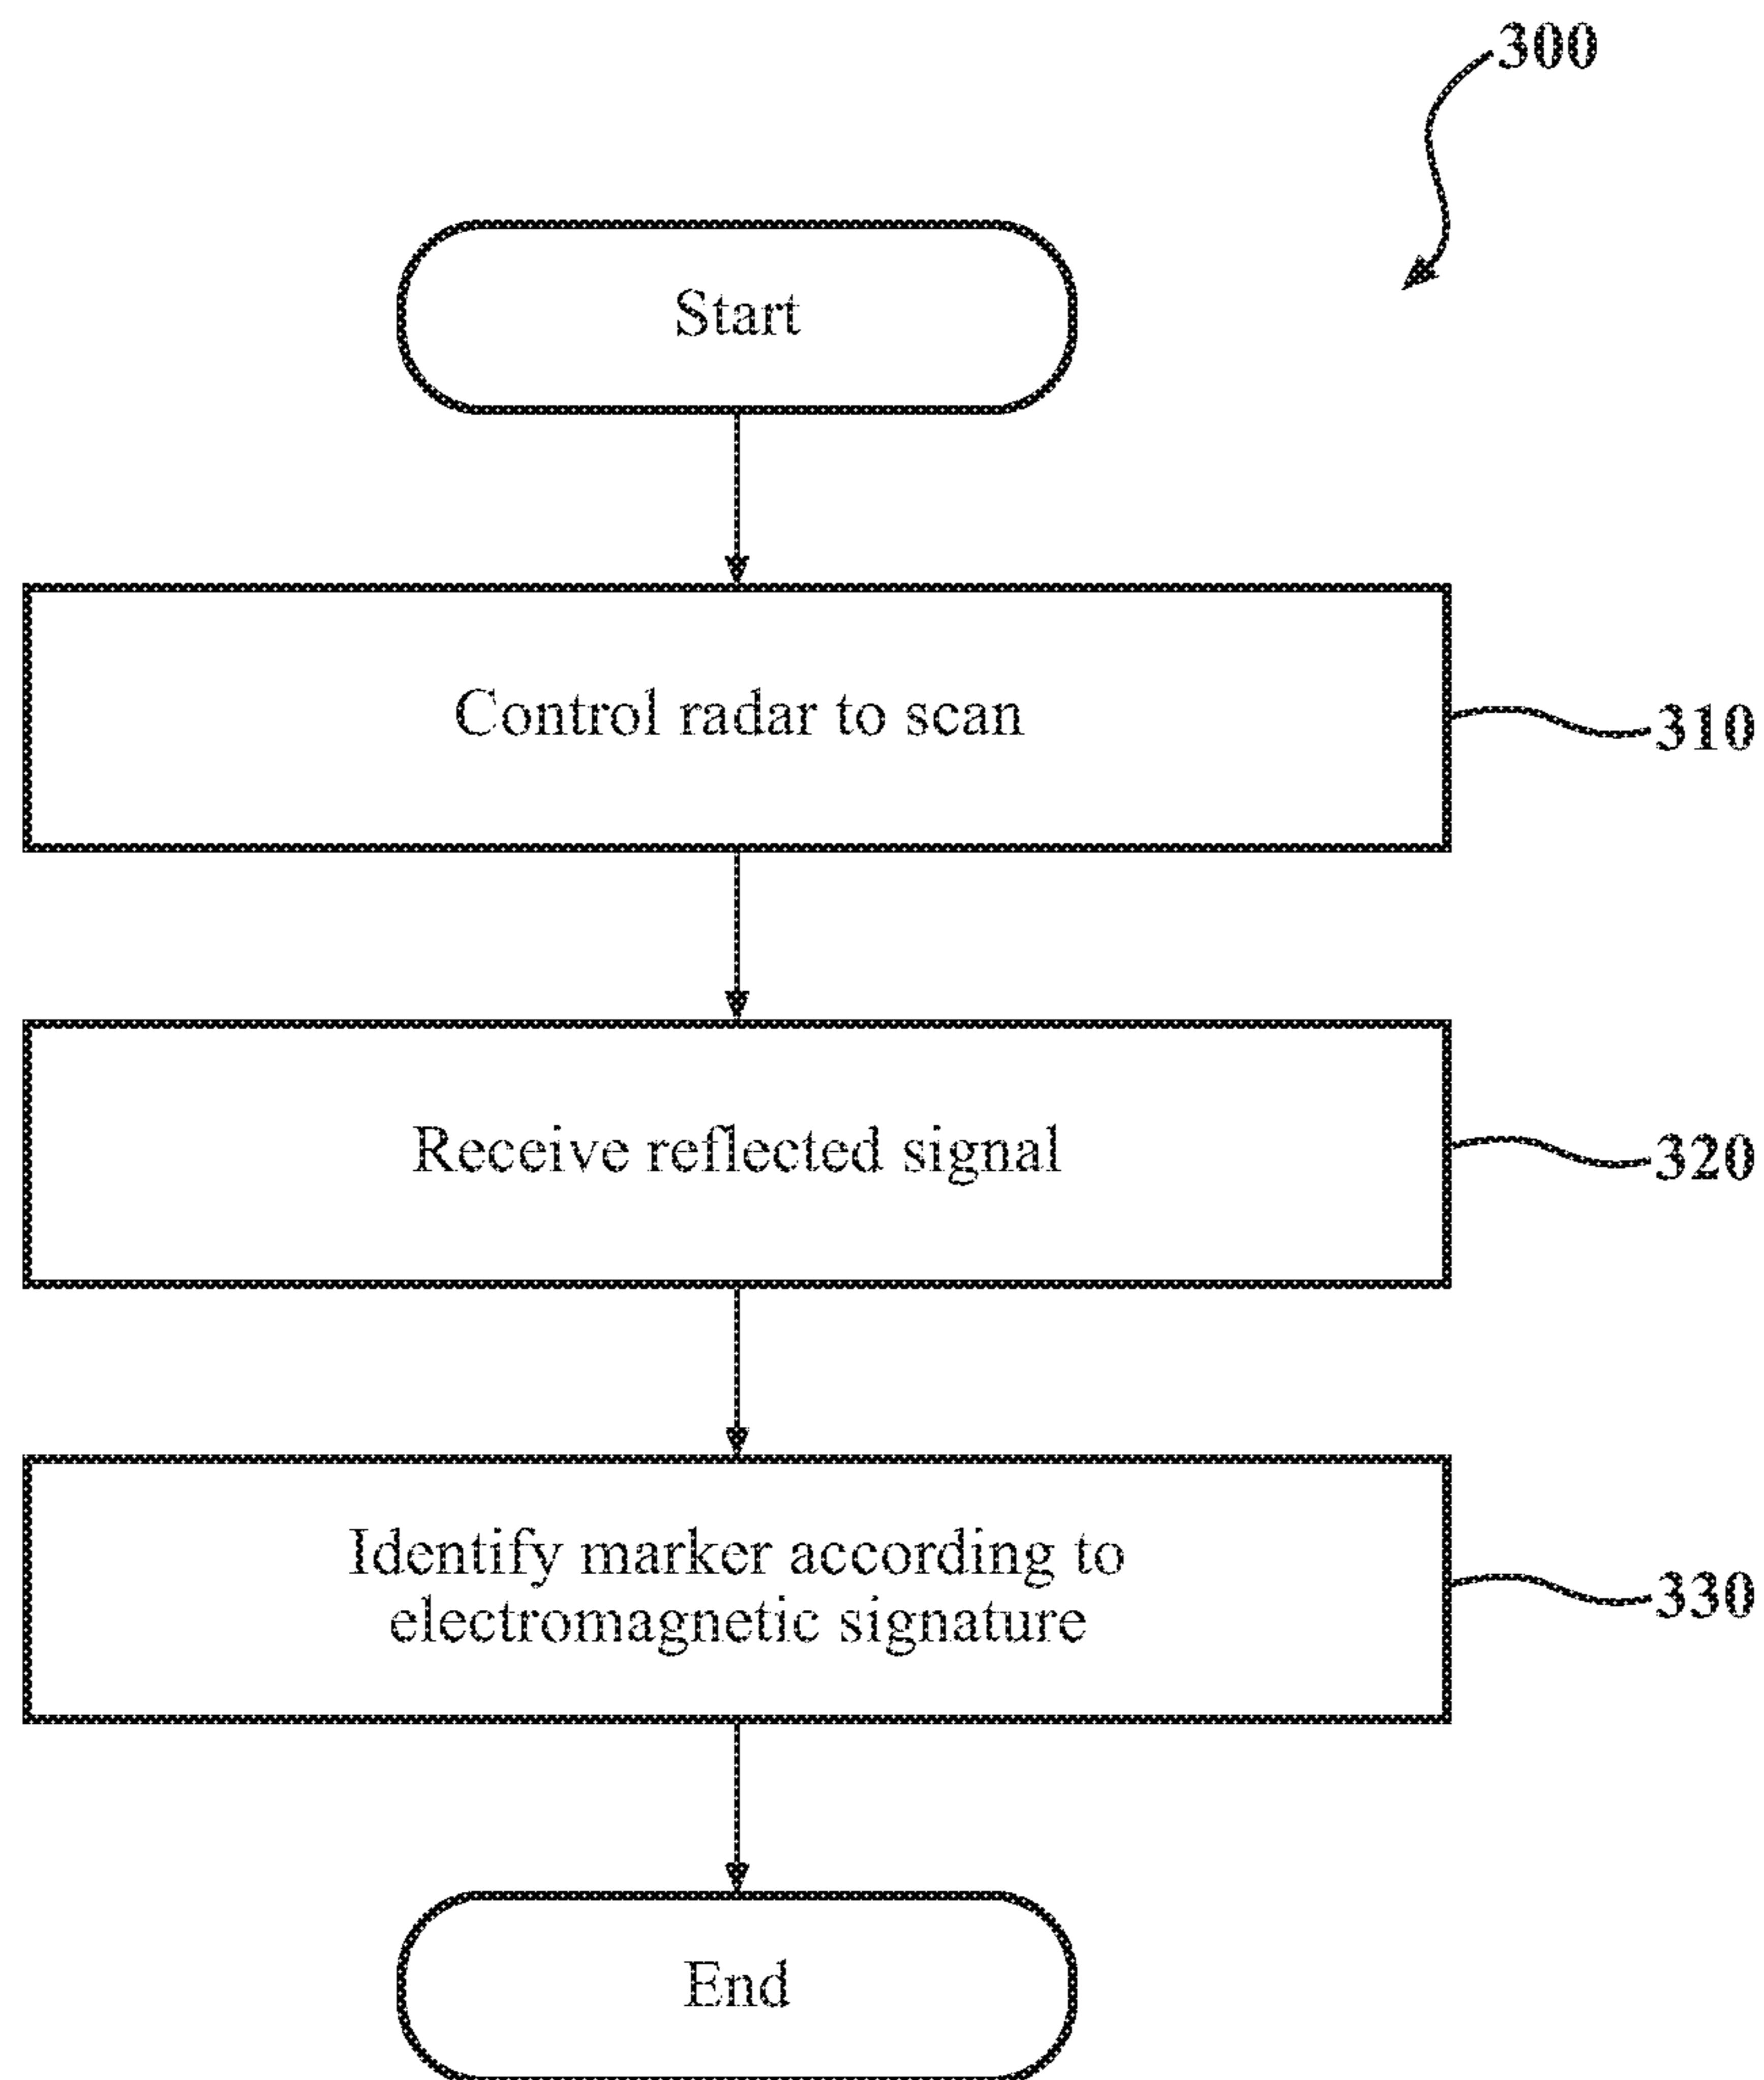 300
Start
Control radar to scan
310
Receive reflected signal
320
Identify marker according to
electromagnetic signature
330
End